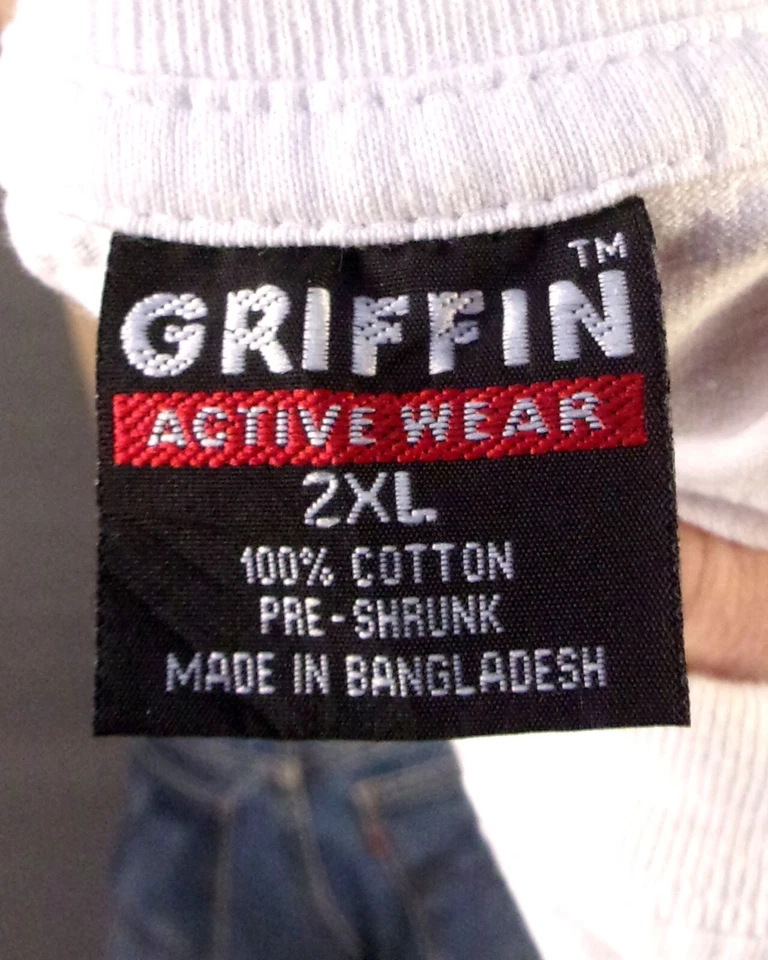 GRIFFIN™
ACTIVE WEAR
2XL
100% COTTON
PRE-SHRUNK
MADE IN BANGLADESH